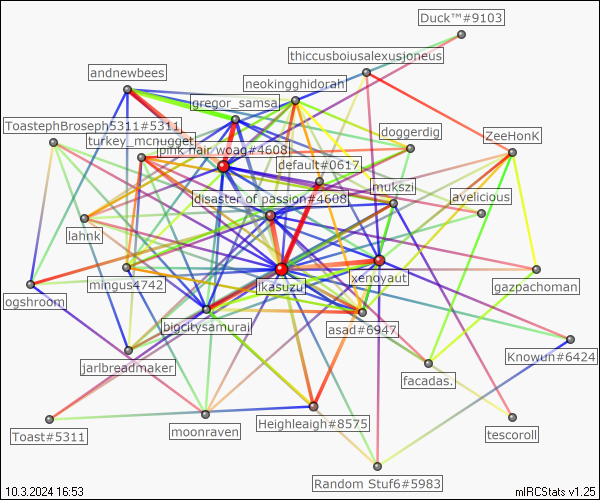 Duck™#9103
thiccusboiusalexusjoneus
andnewbees
neokingghidorah
gregor_samsa
ToastephBroseph5311#5311
doggerdig
ZeeHonK
turkey_mcnugget
pink hair woag#4608
default#0617
mukszi
disaster of passion#4608
avelicious
lahnk
mingus4742
ikasuzu
xenoyaut
gazpachoman
ogshroom
bigcitysamurai
asad#6947
Knowun#6424
jarlbreadmaker
facadas.
Toast#5311
moonraven
Heighleigh#8575
tescoroll
Random Stuf6#5983
10.3.2024 16:53
mIRCStats v1.25